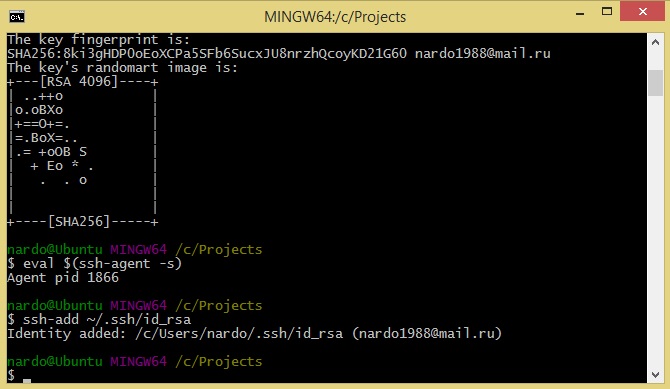 MINGW64:/c/Projects
The key fingerprint is:
SHA256:8ki3gHDPOoEoXCPa5SFb6SucxJU8nrzhQcoyKD21G6O nardo1988@mail.ru
The key's randomart image is:
+---[RSA 4096]----+
| ..++o           |
|o.oBXo           |
|+==O+=.          |
|=.BoX=..         |
|.= +oOB S        |
|  + Eo * .       |
|   .  . o        |
|                 |
|                 |
+----[SHA256]-----+
nardo@Ubuntu MINGW64 /c/Projects
$ eval $(ssh-agent -s)
Agent pid 1866
nardo@Ubuntu MINGW64 /c/Projects
$ ssh-add ~/.ssh/id_rsa
Identity added: /c/Users/nardo/.ssh/id_rsa (nardo1988@mail.ru)
nardo@Ubuntu MINGW64 /c/Projects
$